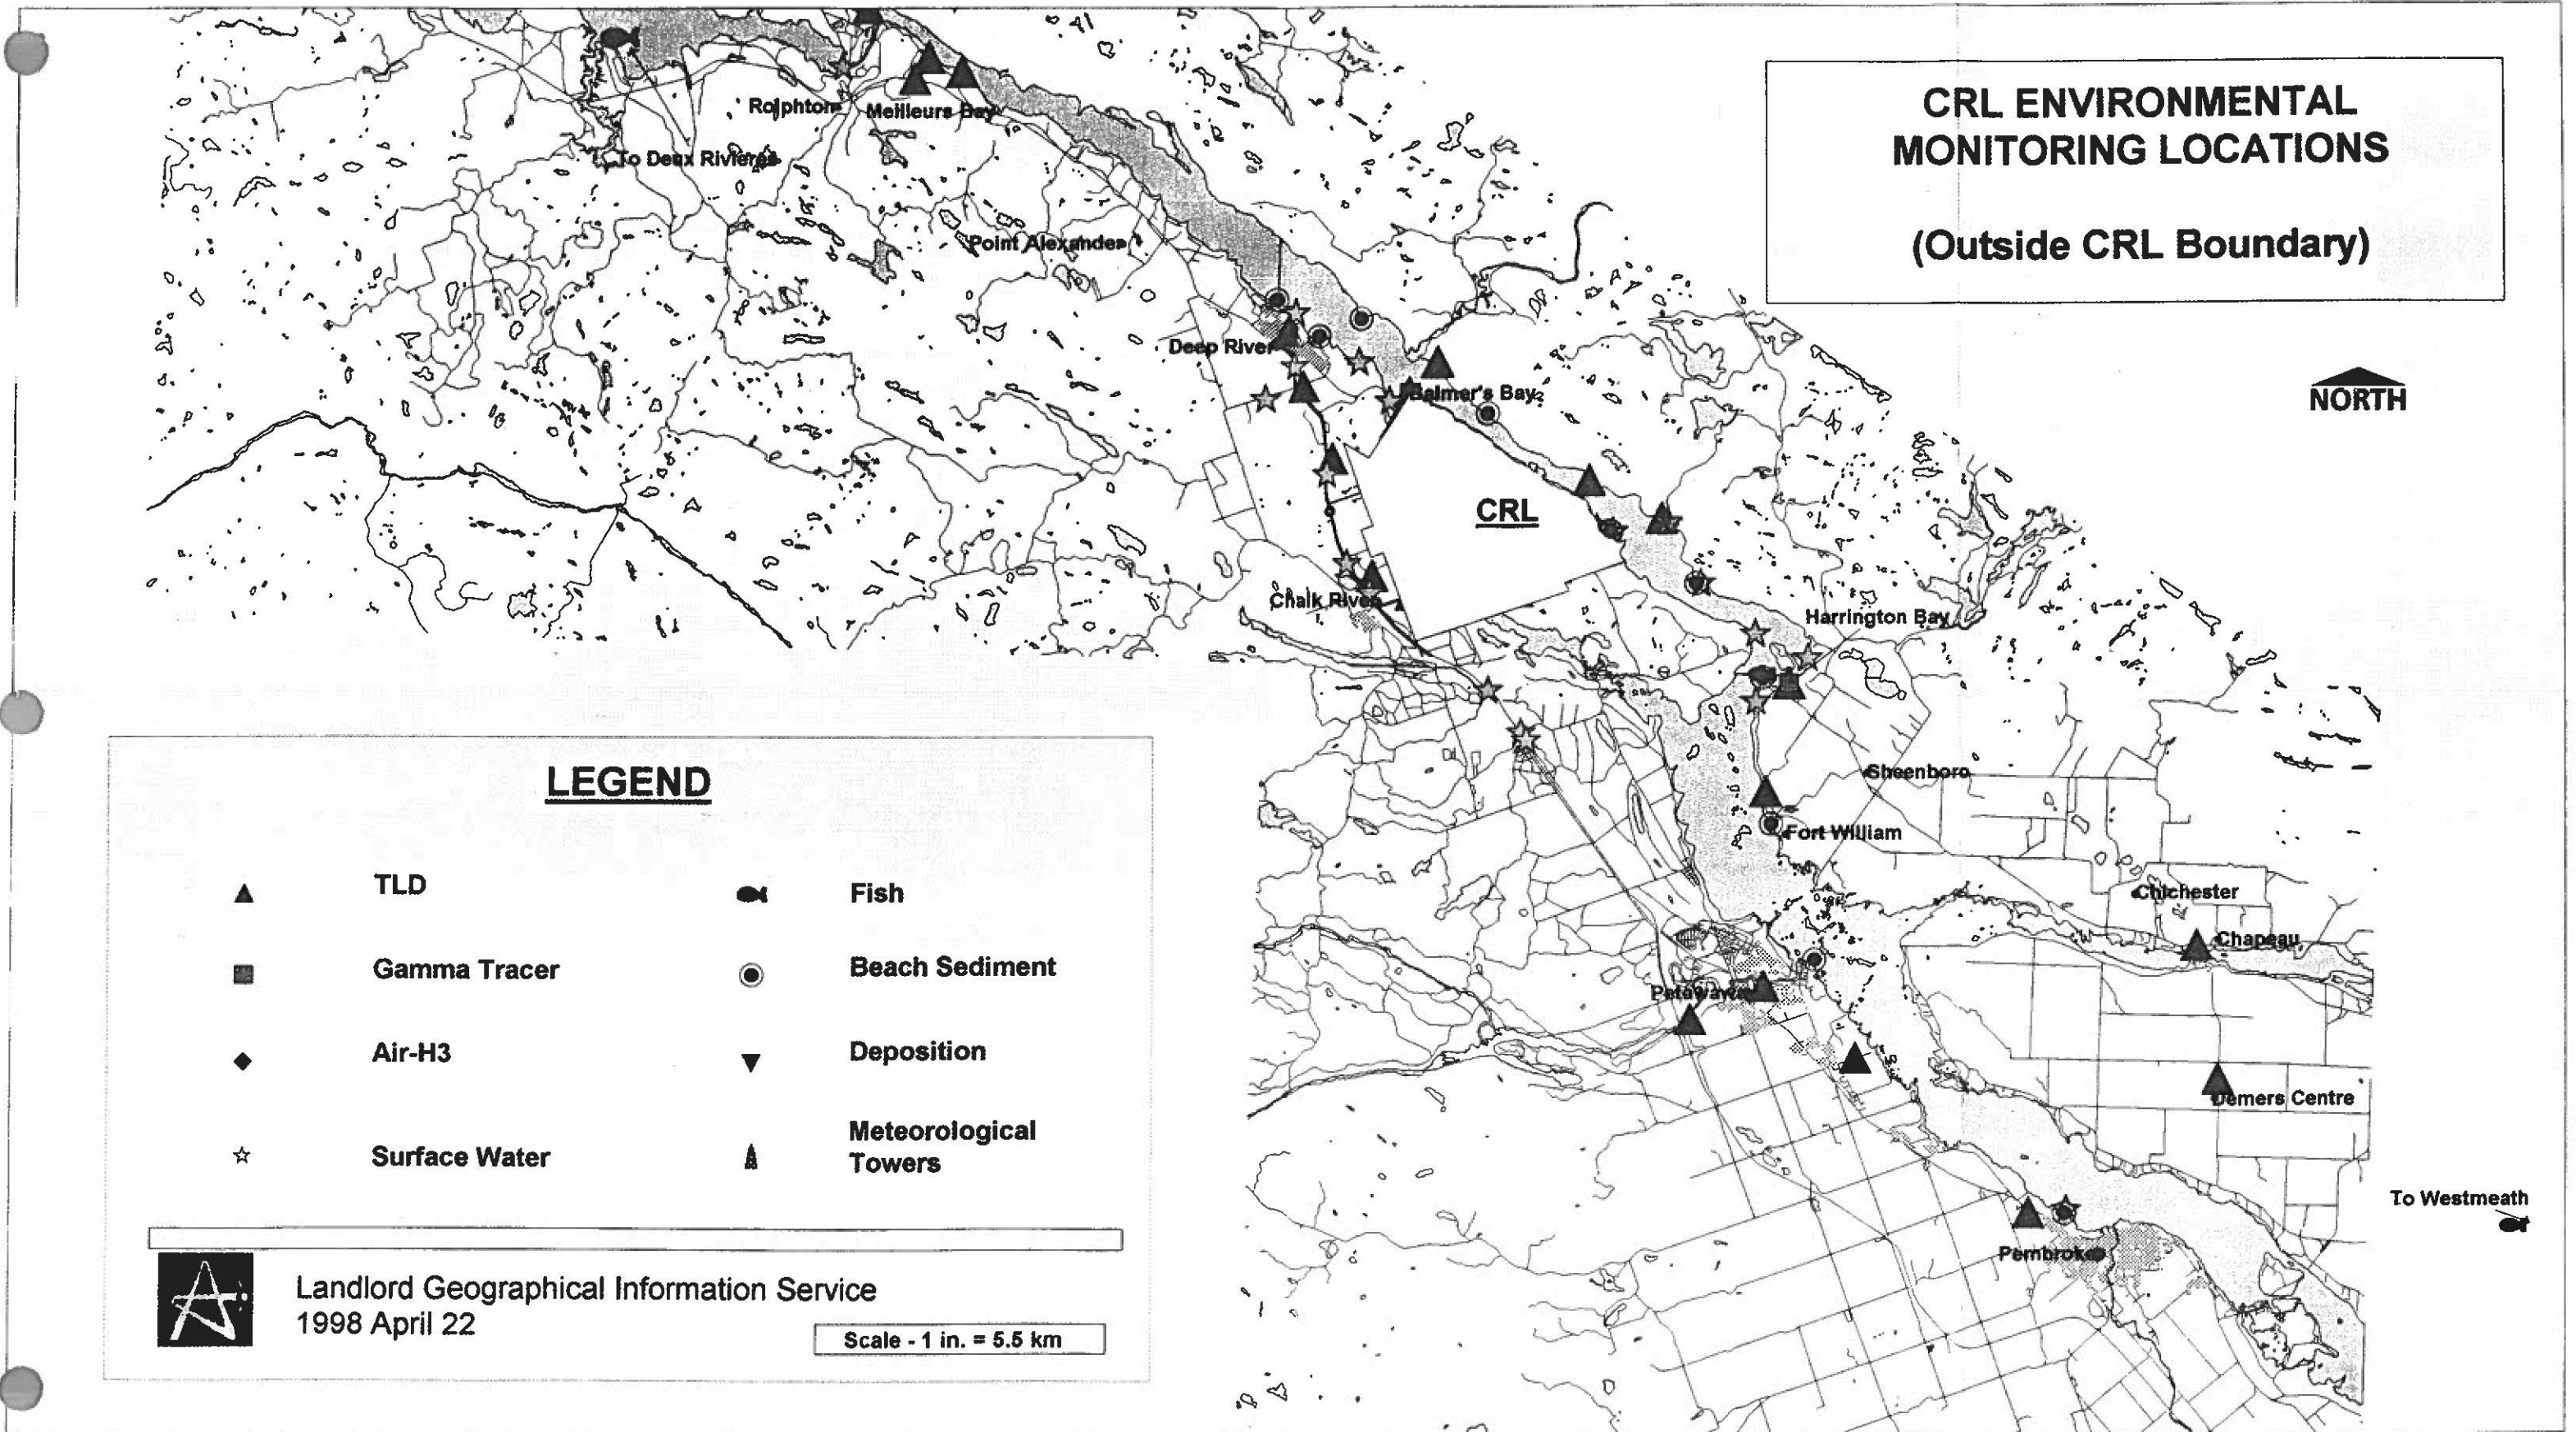 CRL ENVIRONMENTAL
MONITORING LOCATIONS
(Outside CRL Boundary)
NORTH
Rolphton
Meilleurs Bay
To Deux Rivieres
Point Alexander
Deep River
Balmer's Bay
CRL
Chalk River
Harrington Bay
Sheenboro
Fort William
Chichester
Chapeau
Petawawa
Demers Centre
To Westmeath
Pembroke
LEGEND
TLD
Fish
Gamma Tracer
Beach Sediment
Air-H3
Deposition
Surface Water
Meteorological
Towers
Landlord Geographical Information Service
1998 April 22
Scale - 1 in. = 5.5 km